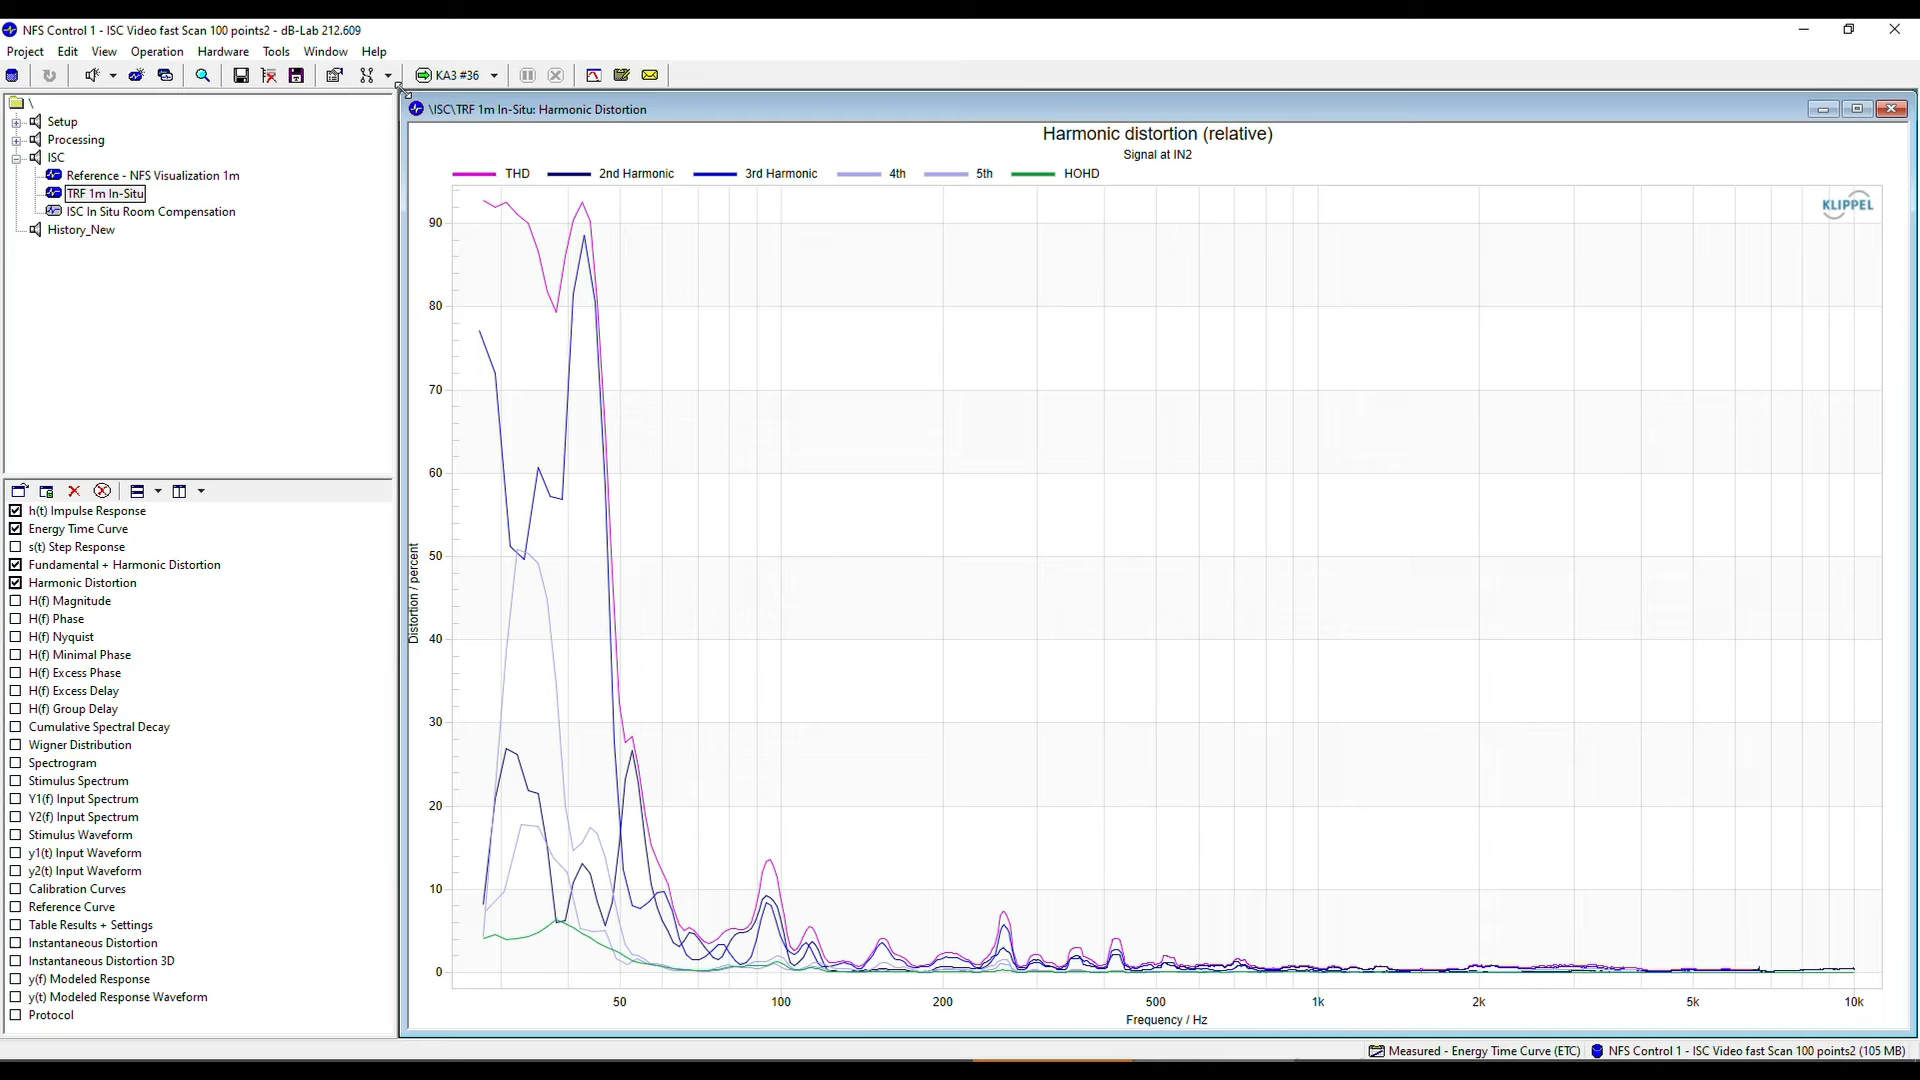 NFS Control 1 - ISC Video fast Scan 100 points2 - dB-Lab 212.609
Project Edit View Operation Hardware Tools Window Help
KA3 #36
\
Setup
Processing
ISC
Reference - NFS Visualization 1m
TRF 1m In-Situ
ISC In Situ Room Compensation
History_New
h(t) Impulse Response
Energy Time Curve
s(t) Step Response
Fundamental + Harmonic Distortion
Harmonic Distortion
H(f) Magnitude
H(f) Phase
H(f) Nyquist
H(f) Minimal Phase
H(f) Excess Phase
H(f) Excess Delay
H(f) Group Delay
Cumulative Spectral Decay
Wigner Distribution
Spectrogram
Stimulus Spectrum
Y1(f) Input Spectrum
Y2(f) Input Spectrum
Stimulus Waveform
y1(t) Input Waveform
y2(t) Input Waveform
Calibration Curves
Reference Curve
Table Results + Settings
Instantaneous Distortion
Instantaneous Distortion 3D
y(f) Modeled Response
y(t) Modeled Response Waveform
Protocol
\ISC\TRF 1m In-Situ: Harmonic Distortion
Harmonic distortion (relative)
Signal at IN2
THD 2nd Harmonic 3rd Harmonic 4th 5th HOHD
KLIPPEL
90
80
70
60
50
40
30
20
10
0
Distortion / percent
50 100 200 500 1k 2k 5k 10k
Frequency / Hz
Measured - Energy Time Curve (ETC) NFS Control 1 - ISC Video fast Scan 100 points2 (105 MB)